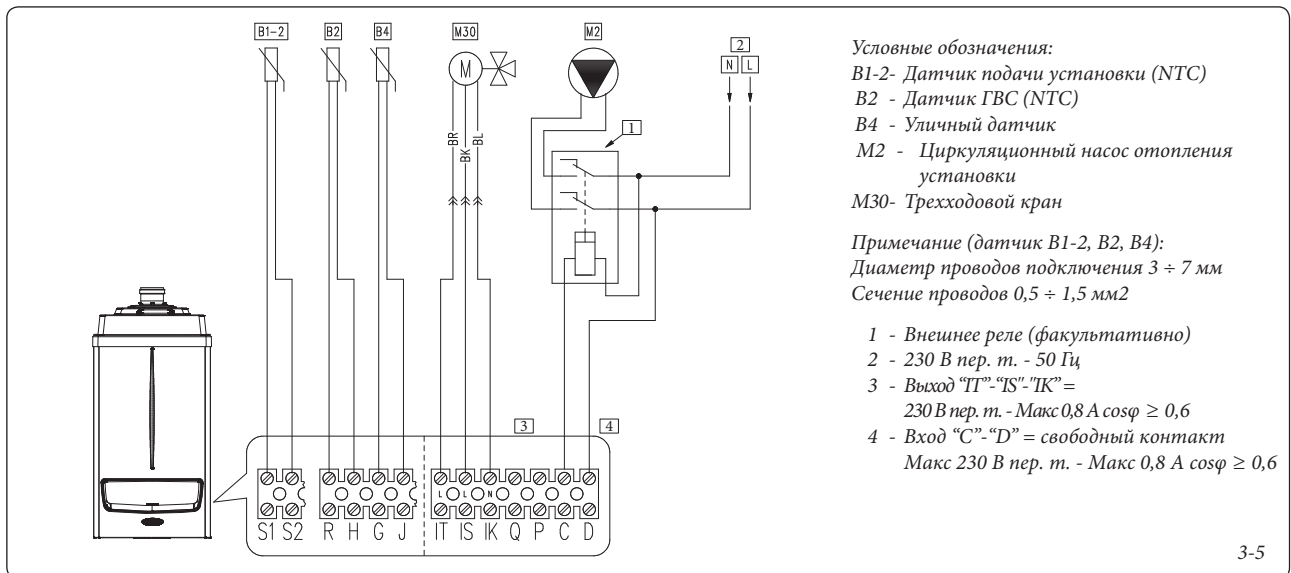 B1-2 B2 B4 M30 M2 2
N L
M
1
BR BK BL
3 4
L L N
S1 S2 R H G J IT IS IK Q P C D
Условные обозначения:
B1-2- Датчик подачи установки (NTC)
B2 - Датчик ГВС (NTC)
B4 - Уличный датчик
M2 - Циркуляционный насос отопления
установки
M30- Трехходовой кран
Примечание (датчик B1-2, B2, B4):
Диаметр проводов подключения 3 ÷ 7 мм
Сечение проводов 0,5 ÷ 1,5 мм2
1 - Внешнее реле (факультативно)
2 - 230 В пер. т. - 50 Гц
3 - Выход “IT”-“IS”-"IK” =
230 В пер. т. - Макс 0,8 A cosφ ≥ 0,6
4 - Вход “C”-“D” = свободный контакт
Макс 230 В пер. т. - Макс 0,8 A cosφ ≥ 0,6
3-5